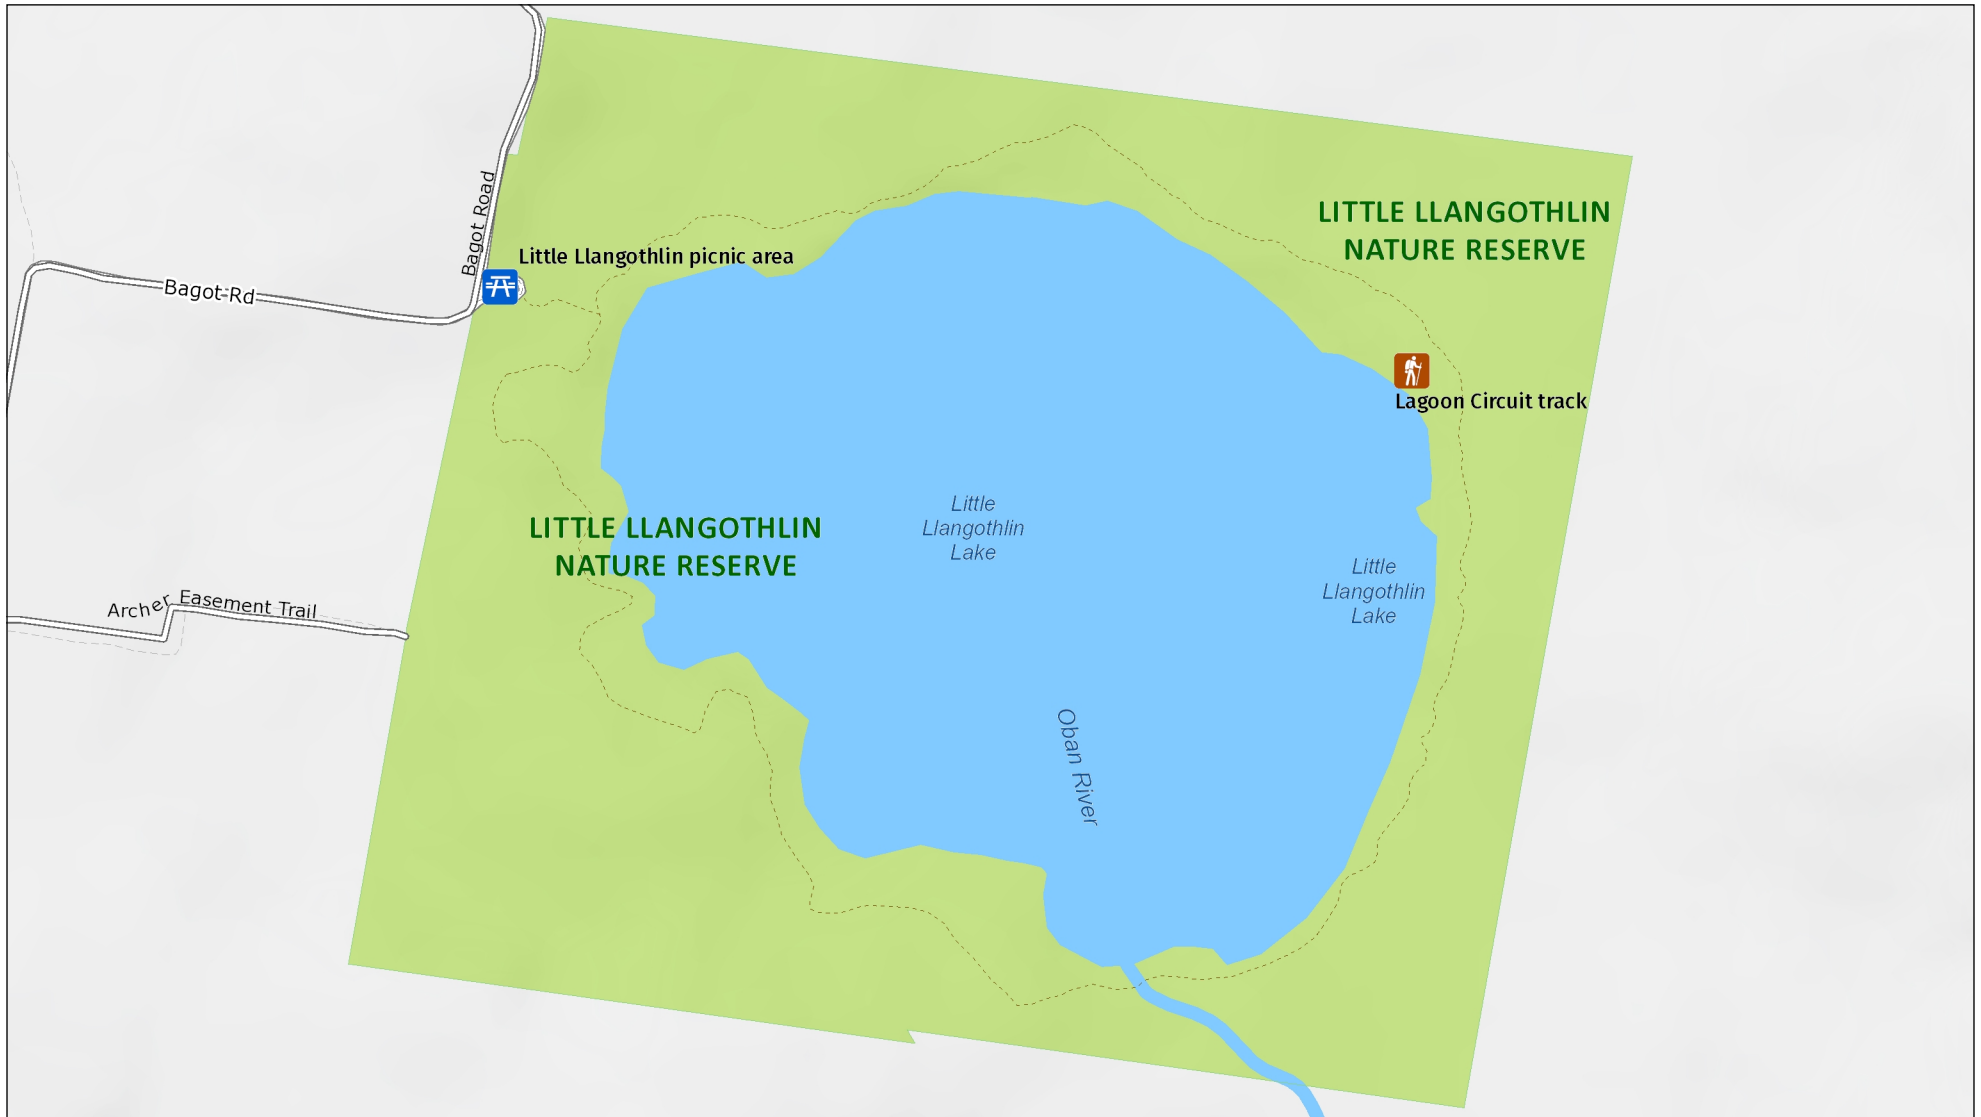 LITTLE LLANGOTHLIN
NATURE RESERVE
Bagot Road
Little Llangothlin picnic area
Bagot Rd
Lagoon Circuit track
LITTLE LLANGOTHLIN
NATURE RESERVE
Little
Llangothlin
Lake
Little
Llangothlin
Lake
Archer Easement Trail
Oban River